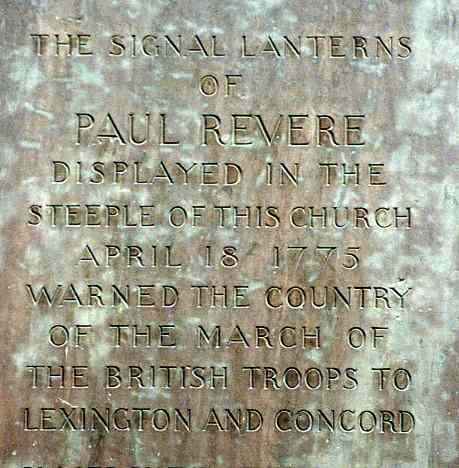 THE SIGNAL LANTERNS
OF
PAUL REVERE
DISPLAYED IN THE
STEEPLE OF THIS CHURCH
APRIL 18 1775
WARNED THE COUNTRY
OF THE MARCH OF
THE BRITISH TROOPS TO
LEXINGTON AND CONCORD